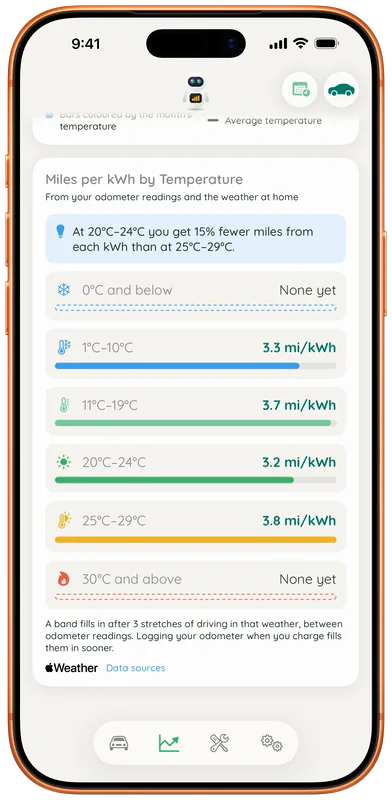 9:41
Bars coloured by the month's
temperature
Average temperature
Miles per kWh by Temperature
From your odometer readings and the weather at home
At 20°C–24°C you get 15% fewer miles from
each kWh than at 25°C–29°C.
0°C and below None yet
1°C–10°C 3.3 mi/kWh
11°C–19°C 3.7 mi/kWh
20°C–24°C 3.2 mi/kWh
25°C–29°C 3.8 mi/kWh
30°C and above None yet
A band fills in after 3 stretches of driving in that weather, between
odometer readings. Logging your odometer when you charge fills
them in sooner.
Weather Data sources